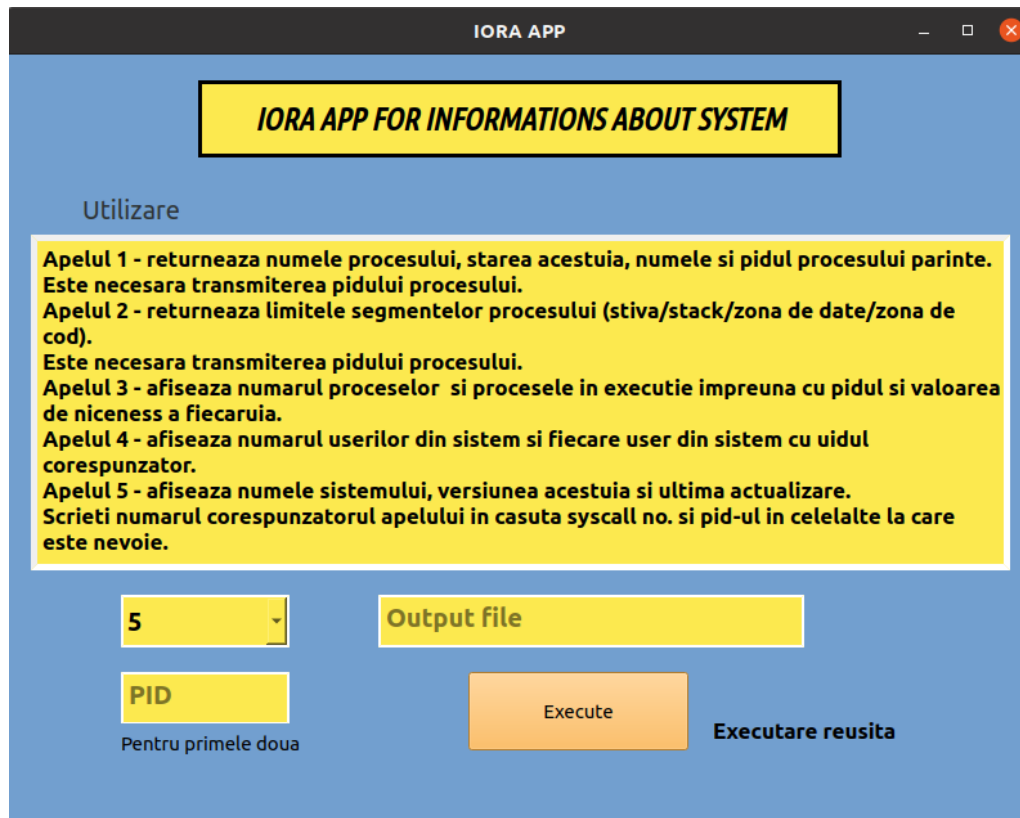 IORA APP
IORA APP FOR INFORMATIONS ABOUT SYSTEM
Utilizare
Apelul 1 - returneaza numele procesului, starea acestuia, numele si pidul procesului parinte.
Este necesara transmiterea pidului procesului.
Apelul 2 - returneaza limitele segmentelor procesului (stiva/stack/zona de date/zona de
cod).
Este necesara transmiterea pidului procesului.
Apelul 3 - afiseaza numarul proceselor  si procesele in executie impreuna cu pidul si valoarea
de niceness a fiecaruia.
Apelul 4 - afiseaza numarul userilor din sistem si fiecare user din sistem cu uidul
corespunzator.
Apelul 5 - afiseaza numele sistemului, versiunea acestuia si ultima actualizare.
Scrieti numarul corespunzatorul apelului in casuta syscall no. si pid-ul in celelalte la care
este nevoie.
5
Output file
PID
Execute
Pentru primele doua
Executare reusita